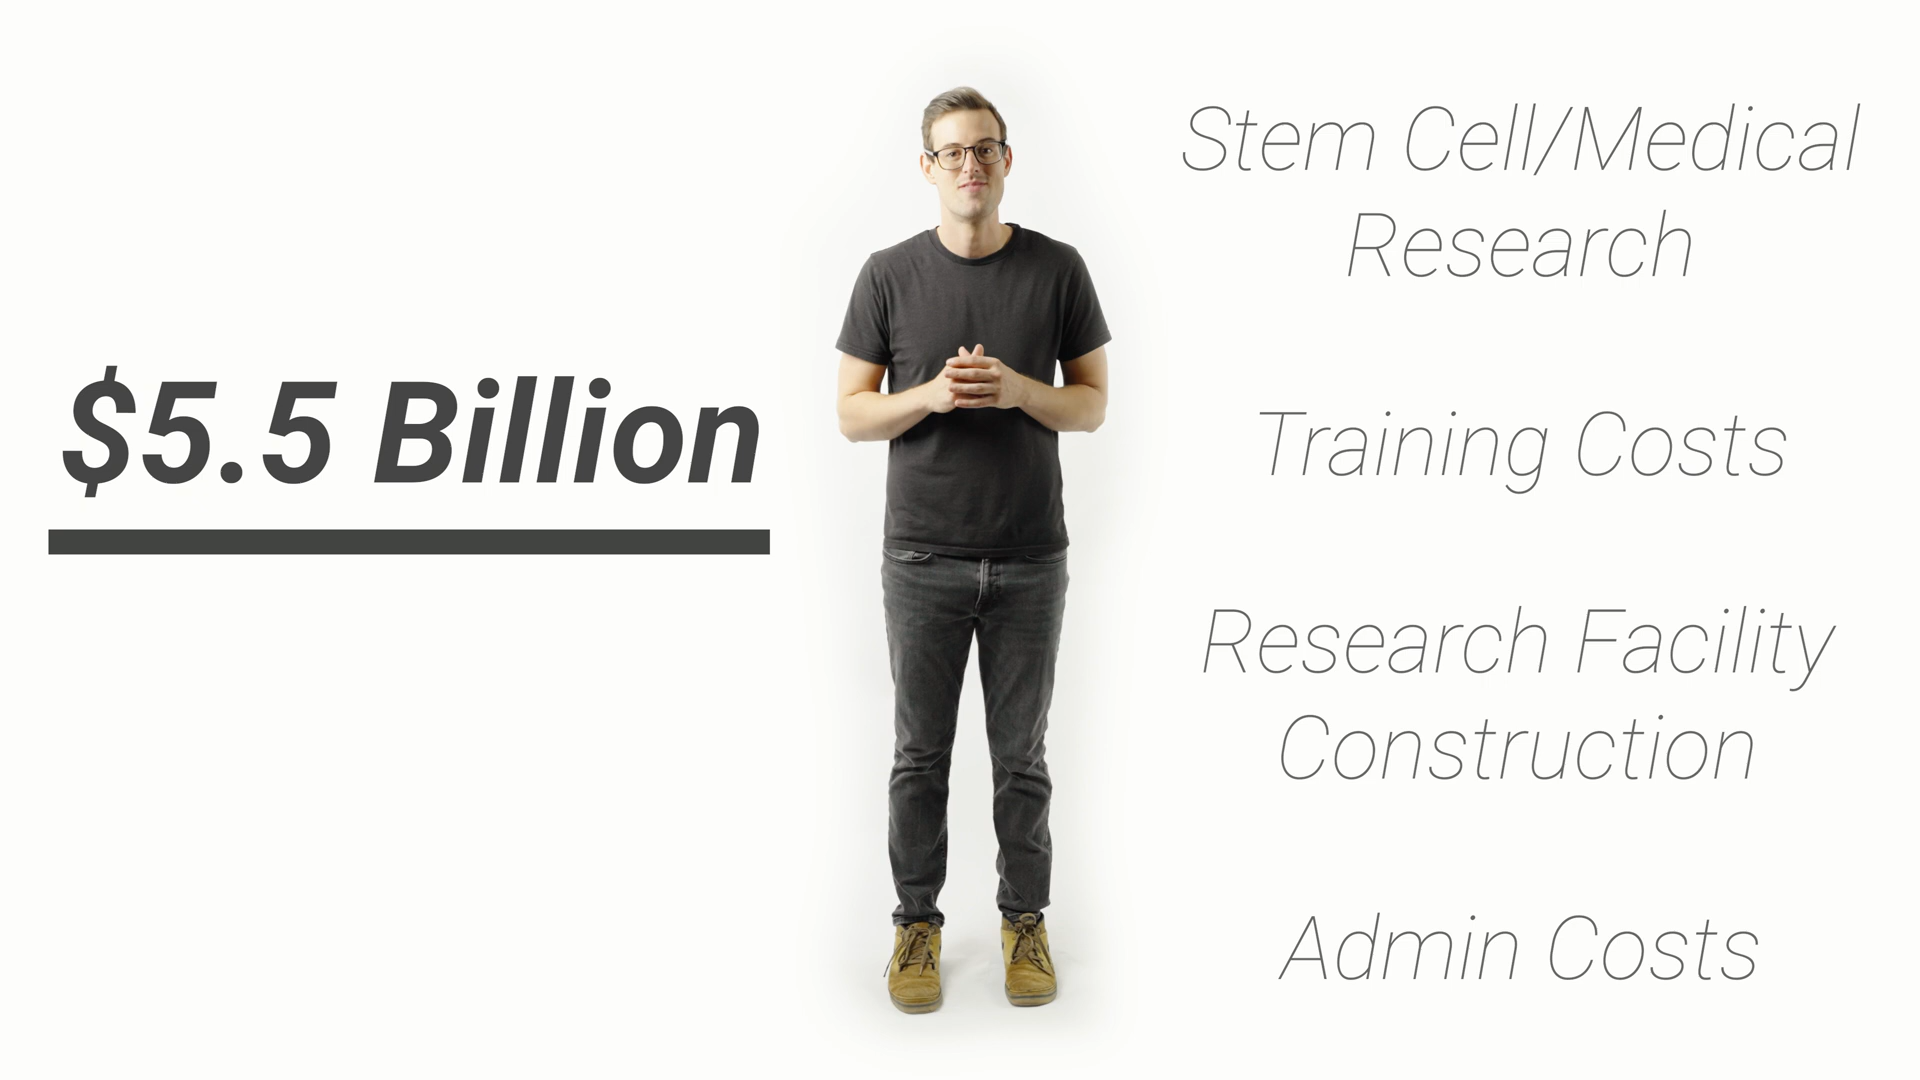 $5.5 Billion
Stem Cell/Medical
Research
Training Costs
Research Facility
Construction
Admin Costs